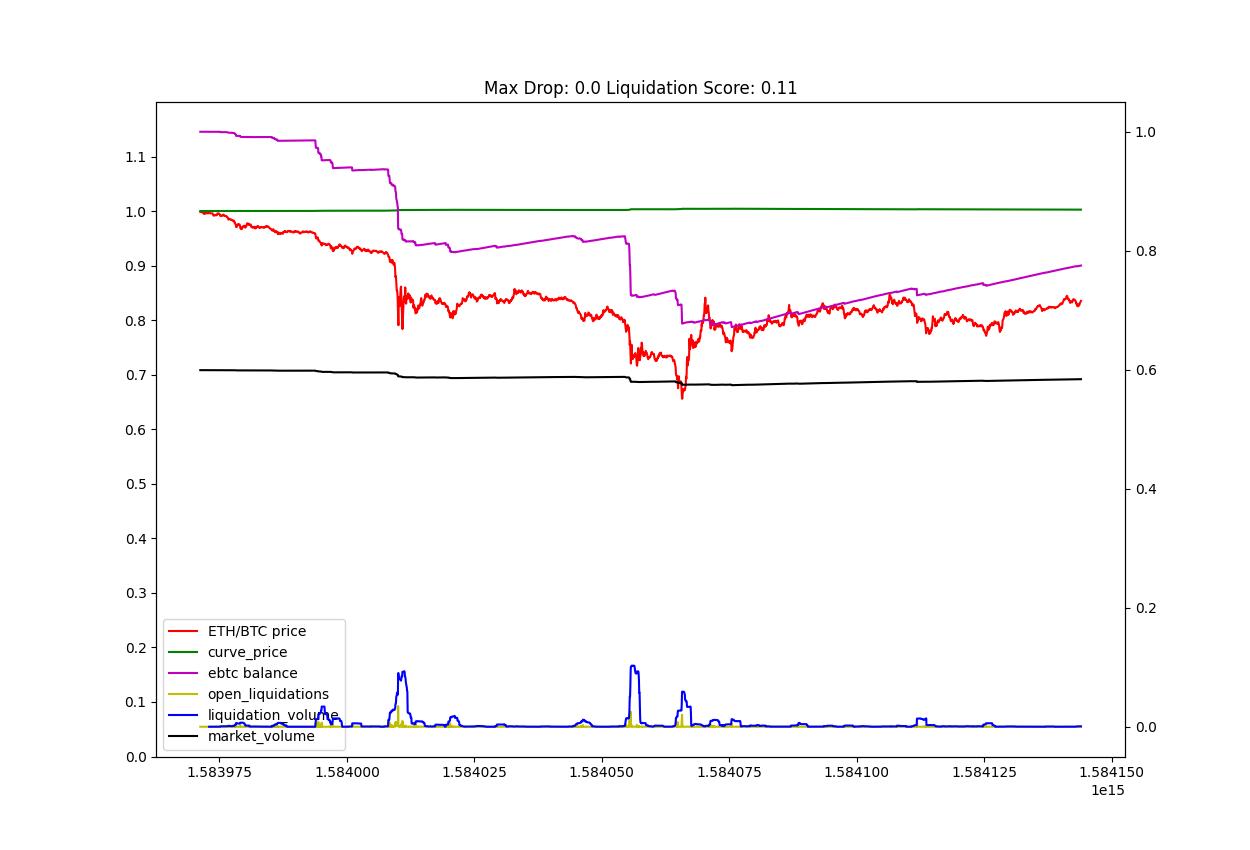 Max Drop: 0.0 Liquidation Score: 0.11
1.1
1.0
0.9
0.8
0.7
0.6
0.5
0.4
0.3
0.2
0.1
0.0
1.0
0.8
0.6
0.4
0.2
0.0
ETH/BTC price
curve_price
ebtc balance
open_liquidations
liquidation_volume
market_volume
1.583975 1.584000 1.584025 1.584050 1.584075 1.584100 1.584125 1.584150
1e15